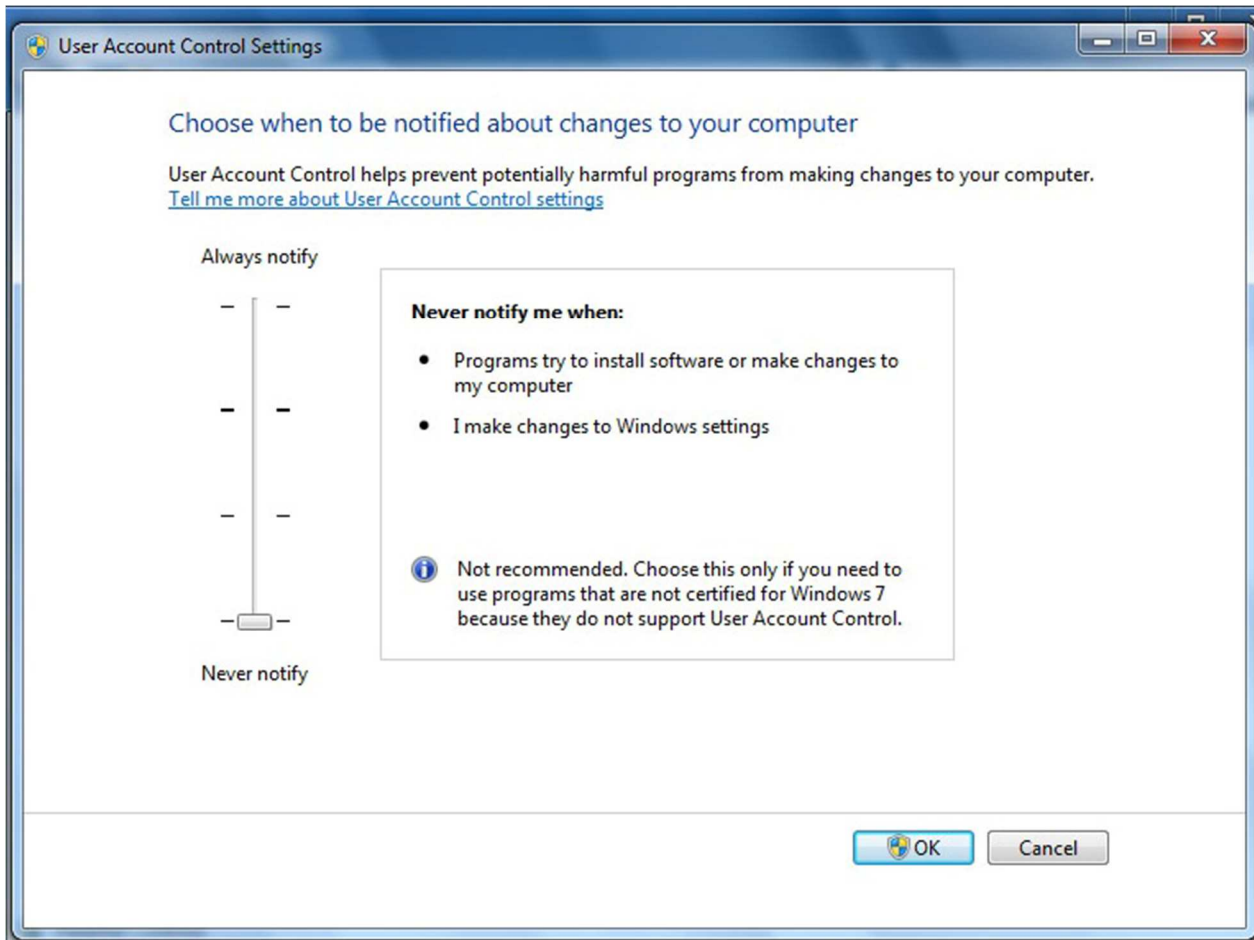 User Account Control Settings
Choose when to be notified about changes to your computer
User Account Control helps prevent potentially harmful programs from making changes to your computer.
Tell me more about User Account Control settings
Always notify
Never notify me when:
Programs try to install software or make changes to
my computer
I make changes to Windows settings
Not recommended. Choose this only if you need to
use programs that are not certified for Windows 7
because they do not support User Account Control.
Never notify
OK
Cancel